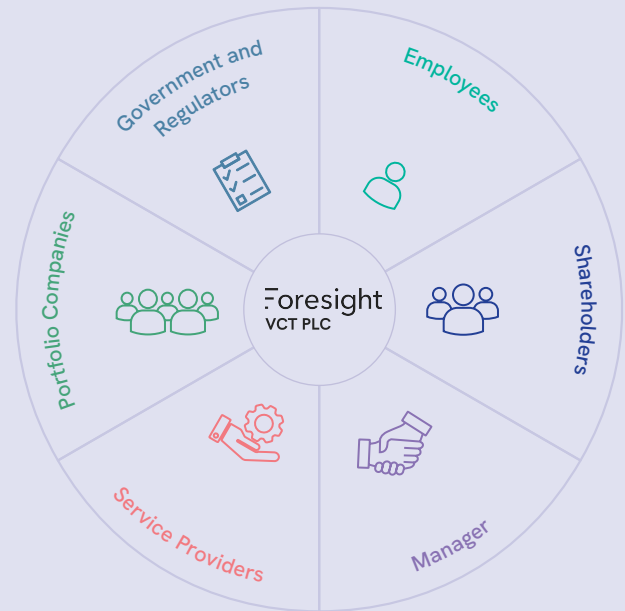 Government and
Regulators
Employees
Portfolio Companies
Foresight
VCT PLC
Shareholders
Service Providers
Manager